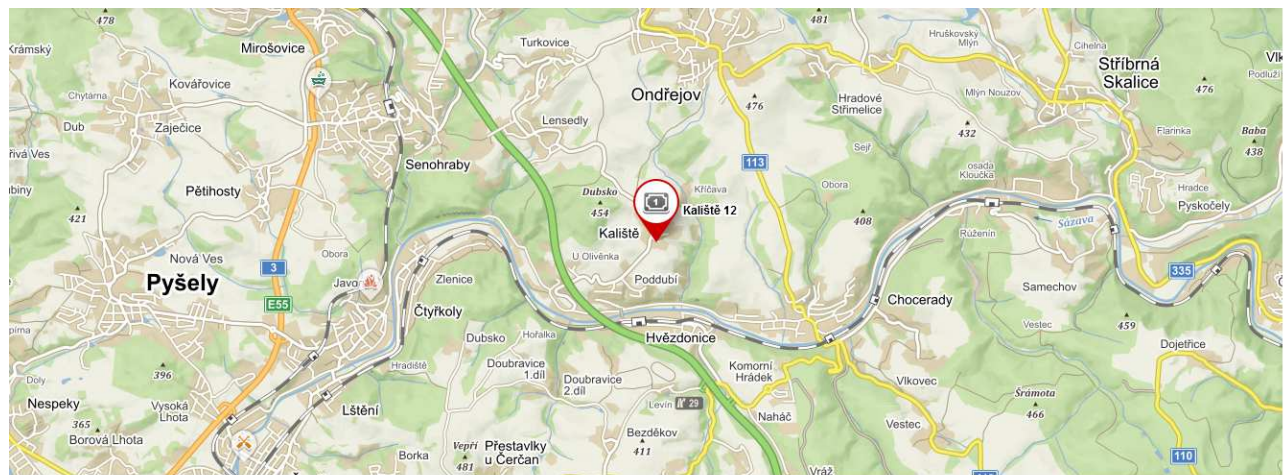 478
Mirošovice
Krámský
Kovářovice
Chytárna
Dub
Zaječice
Pětihosty
421
Nová Ves
Obora
Pyšely
3
E55
Senohraby
Turkovice
Lensedly
Ondřejov
481
Hruškovský
Mlýn
Cihelna
Stříbrná
Skalice
476
Podluží
Mlýn Nouzov
Hradové
Střimelice
476
432
Flarinka
Baba
438
113
Sejř
osada
Kloučka
Hradce
Pyskočely
Dubsko
454
1
Kaliště 12
Kříčava
Obora
408
Kaliště
U Olivěnka
Poddubí
Růženín
Sázava
Samechov
335
Chocerady
Zlenice
Čtyřkoly
Hvězdonice
Dubsko
Hořalka
Hradiště
Doubravice
1.díl
Doubravice
2.díl
Komorní
Hrádek
Vlkovec
Vestec
459
Dojetřice
Šrámota
466
Doly
396
Nespeky
Vysoká
Lhota
365
Borová Lhota
Lštění
Levín
29
Naháč
Vestec
Bezděkov
411
Borka
Vepří
481
Přestavlky
u Čerčan
Vráž
110